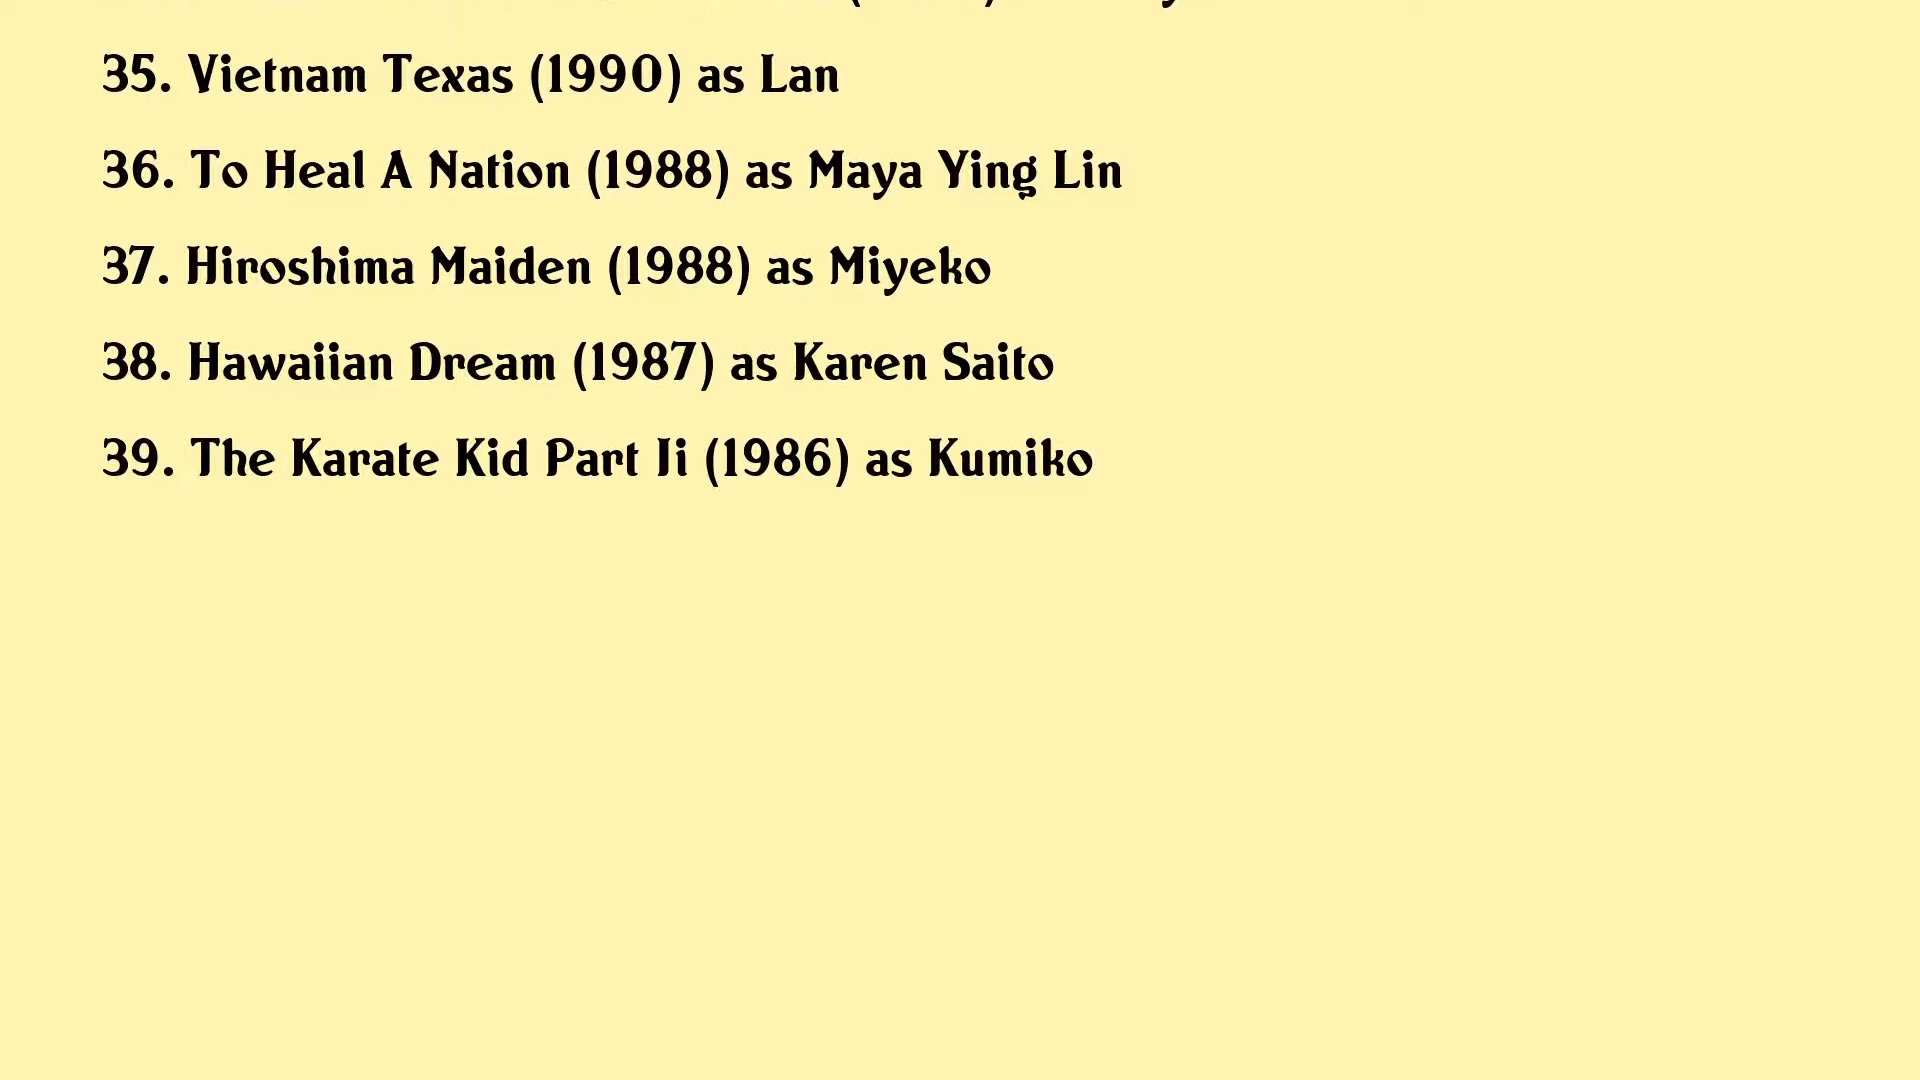 35. Vietnam Texas (1990) as Lan
36. To Heal A Nation (1988) as Maya Ying Lin
37. Hiroshima Maiden (1988) as Miyeko
38. Hawaiian Dream (1987) as Karen Saito
39. The Karate Kid Part Ii (1986) as Kumiko